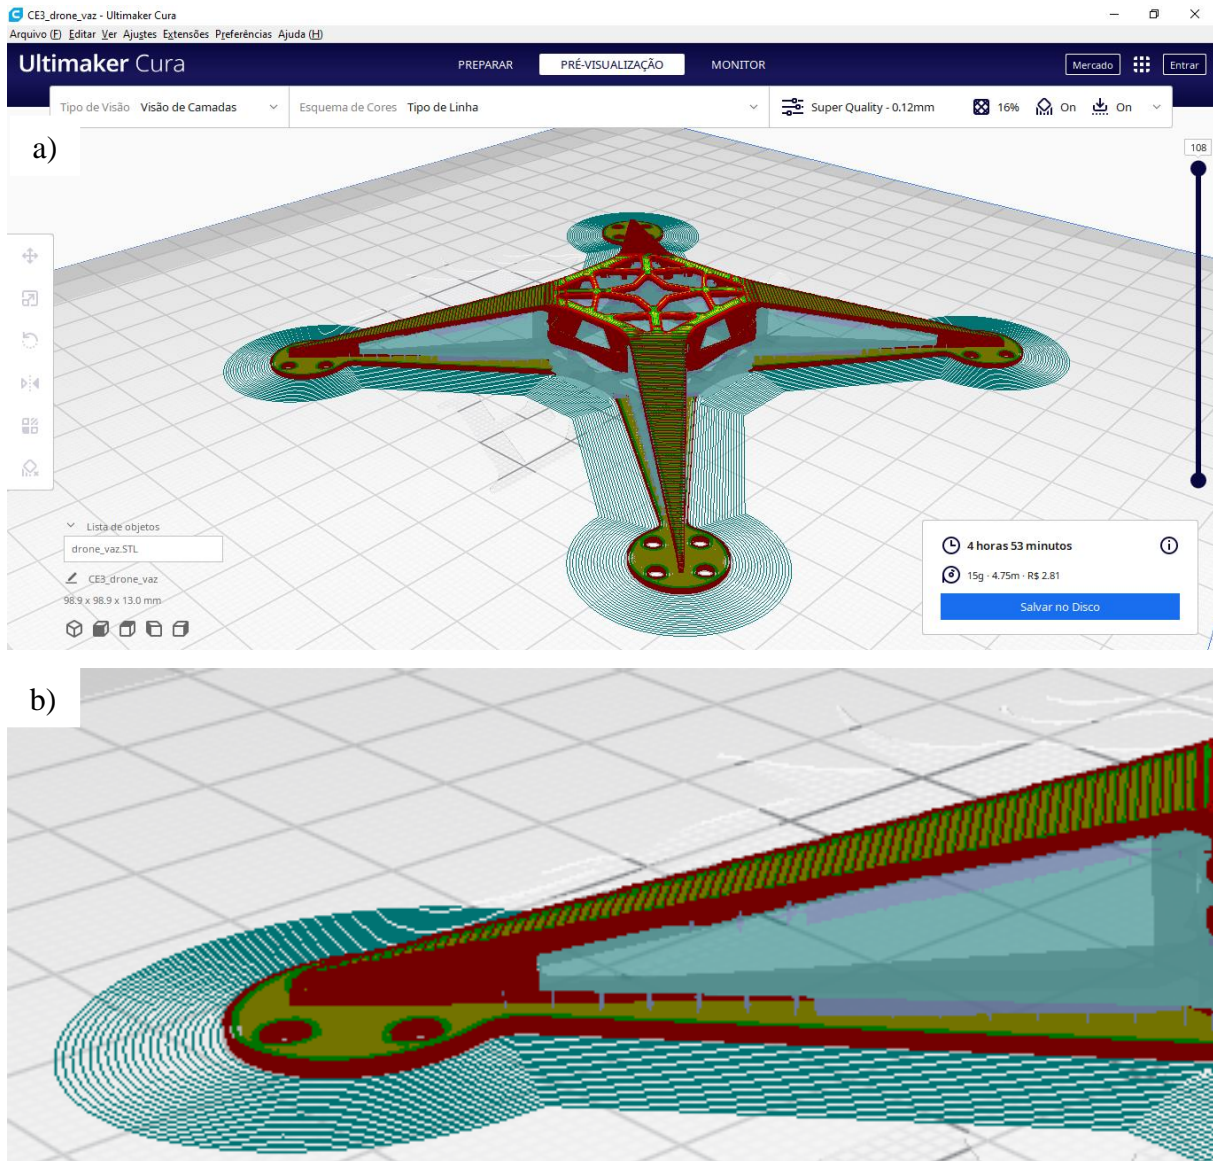 CE3_drone_vaz - Ultimaker Cura
Arquivo (F) Editar Ver Ajustes Extensões Preferências Ajuda (H)
Ultimaker Cura PREPARAR PRÉ-VISUALIZAÇÃO MONITOR Mercado Entrar
Tipo de Visão Visão de Camadas Esquema de Cores Tipo de Linha Super Quality - 0.12mm 16% On On
a)
108
Lista de objetos
drone_vaz.STL
CE3_drone_vaz
98.9 x 98.9 x 13.0 mm
4 horas 53 minutos
15g · 4.75m · R$ 2.81
Salvar no Disco
b)